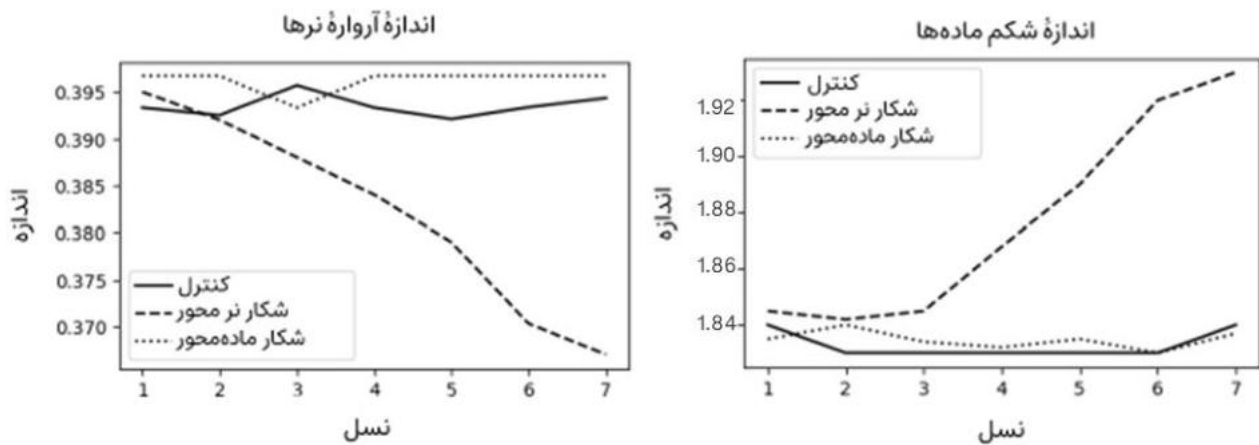 اندازهٔ آروارهٔ نرها
0.395
0.390
0.385
0.380
0.375
0.370
اندازه
کنترل
شکار نر محور
شکار ماده‌محور
1 2 3 4 5 6 7
نسل
اندازهٔ شکم ماده‌ها
کنترل
شکار نر محور
شکار ماده‌محور
1.92
1.90
1.88
1.86
1.84
اندازه
1 2 3 4 5 6 7
نسل